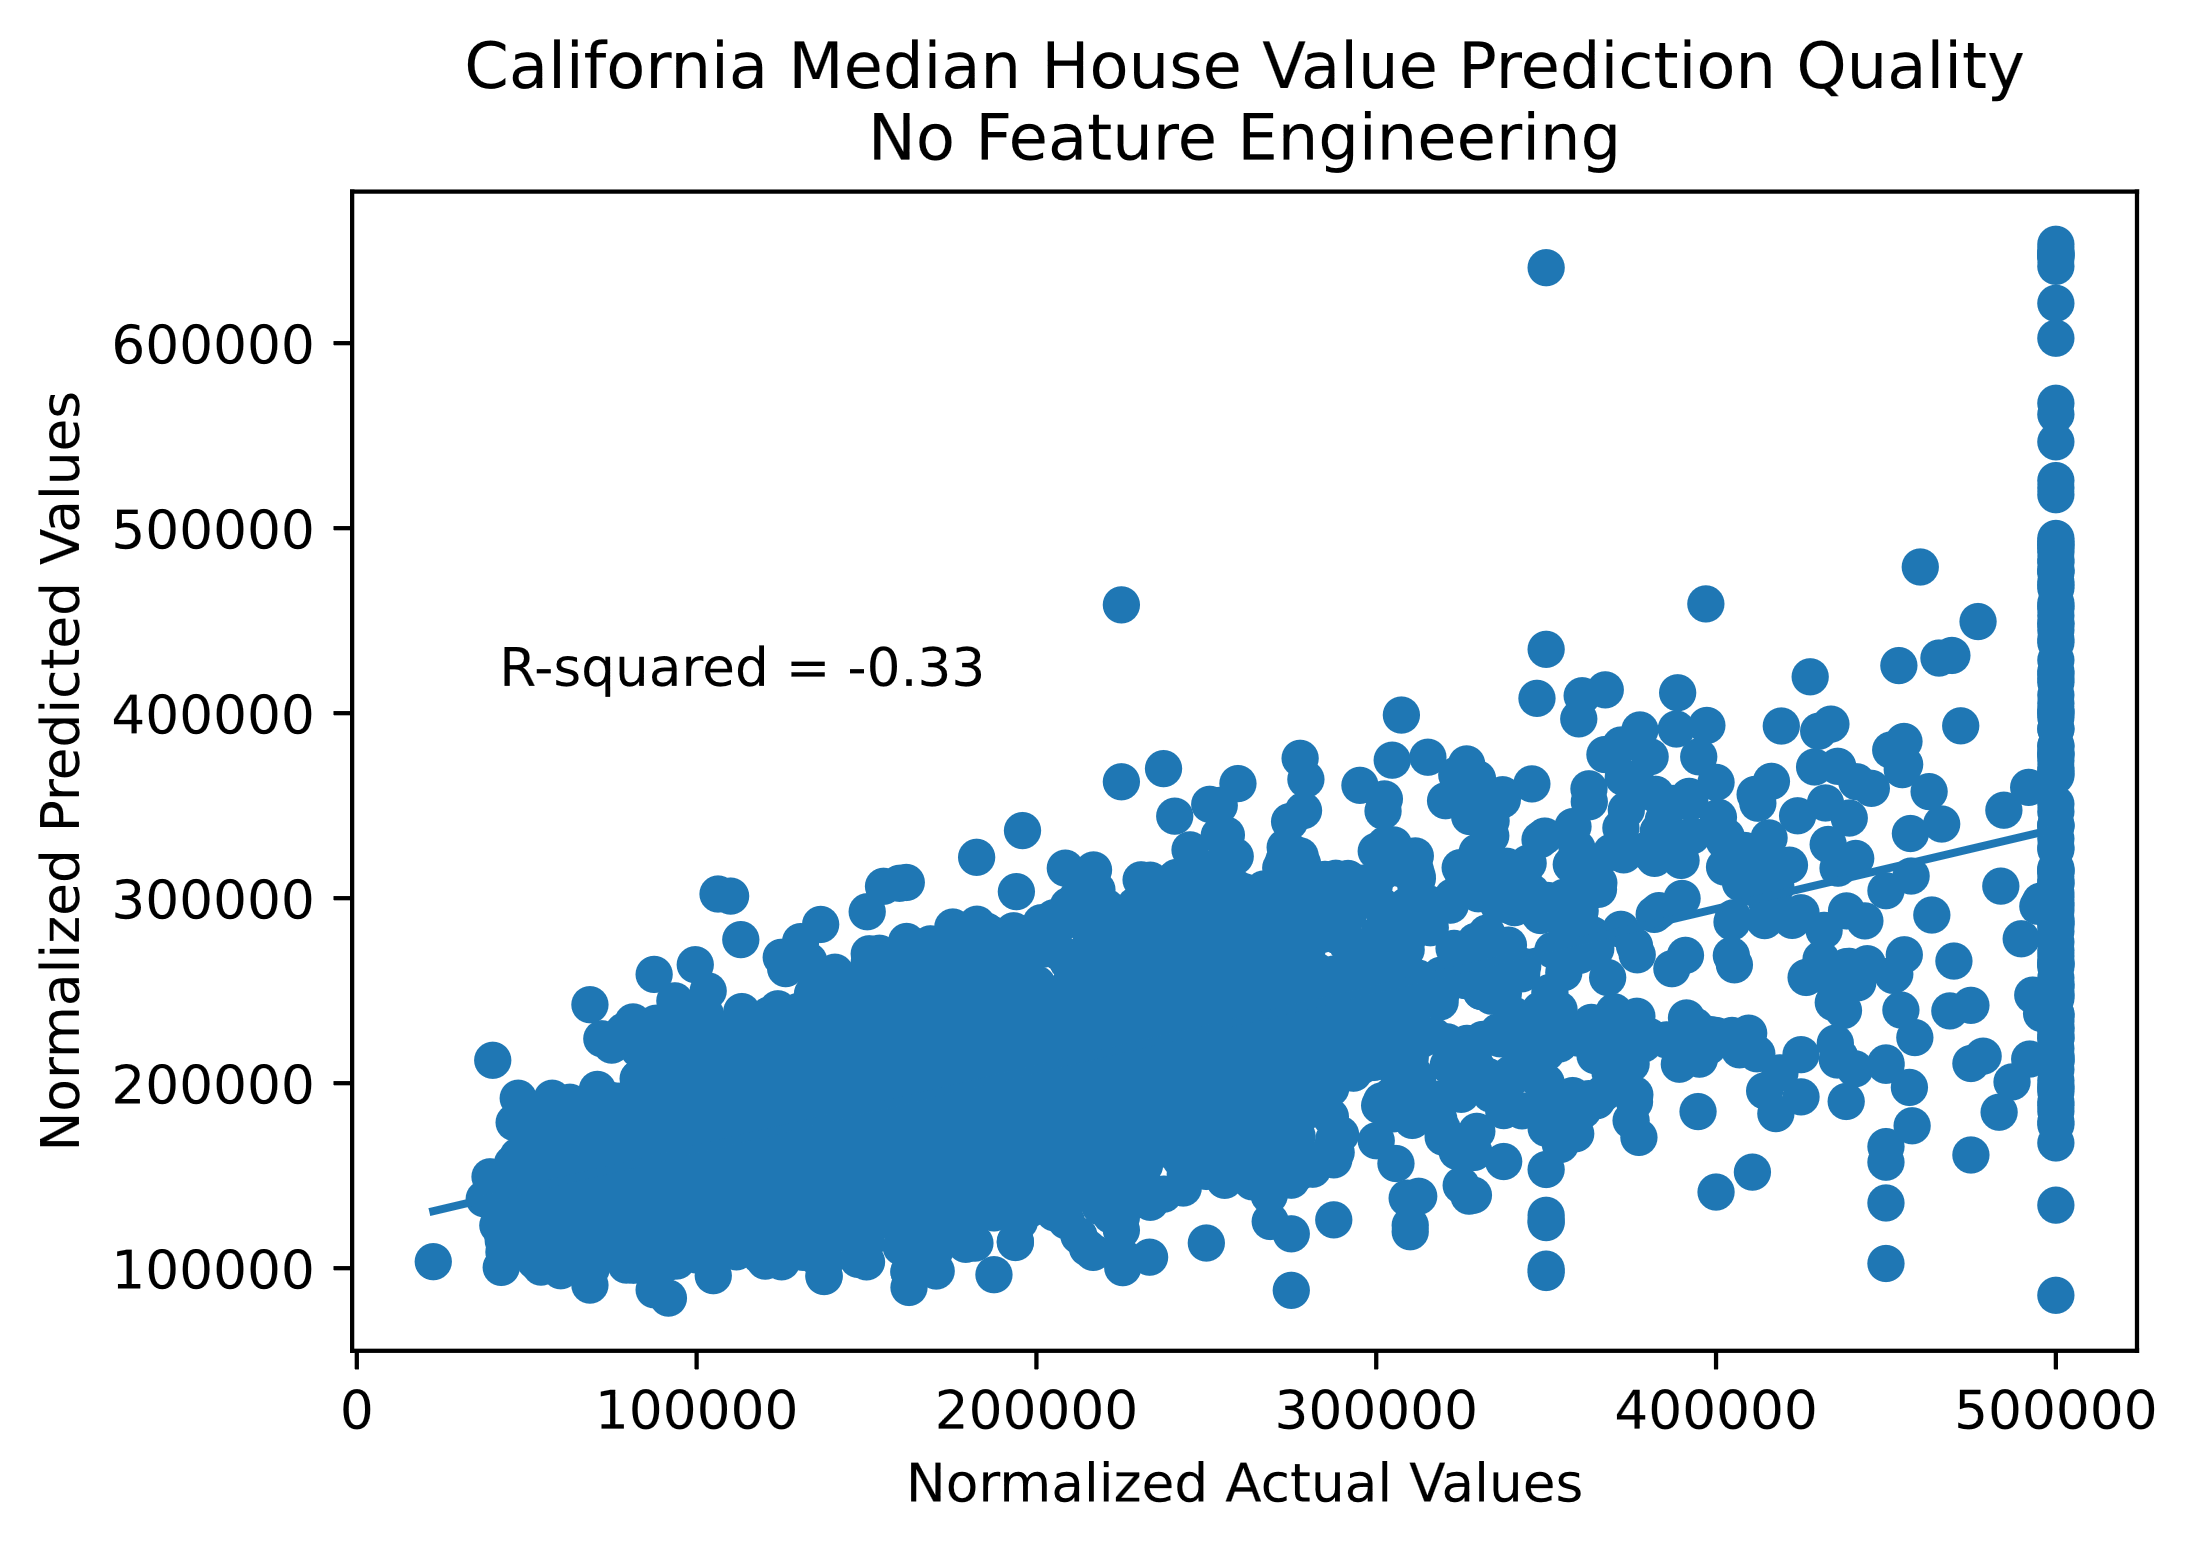 California Median House Value Prediction Quality
No Feature Engineering
Normalized Predicted Values
600000
500000
400000
300000
200000
100000
R-squared = -0.33
0 100000 200000 300000 400000 500000
Normalized Actual Values